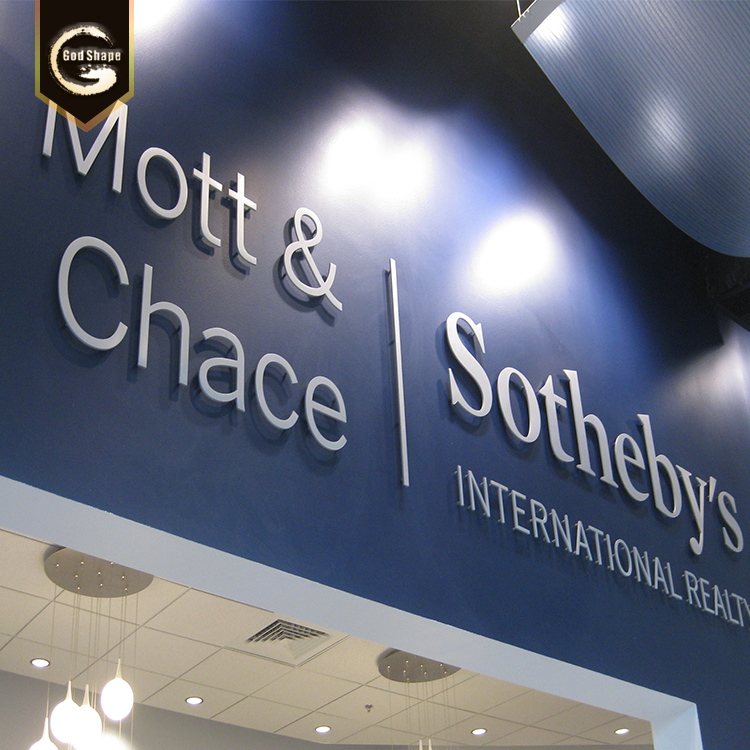 God Shape
Mott &
Chace
Sotheby's
INTERNATIONAL REALTY